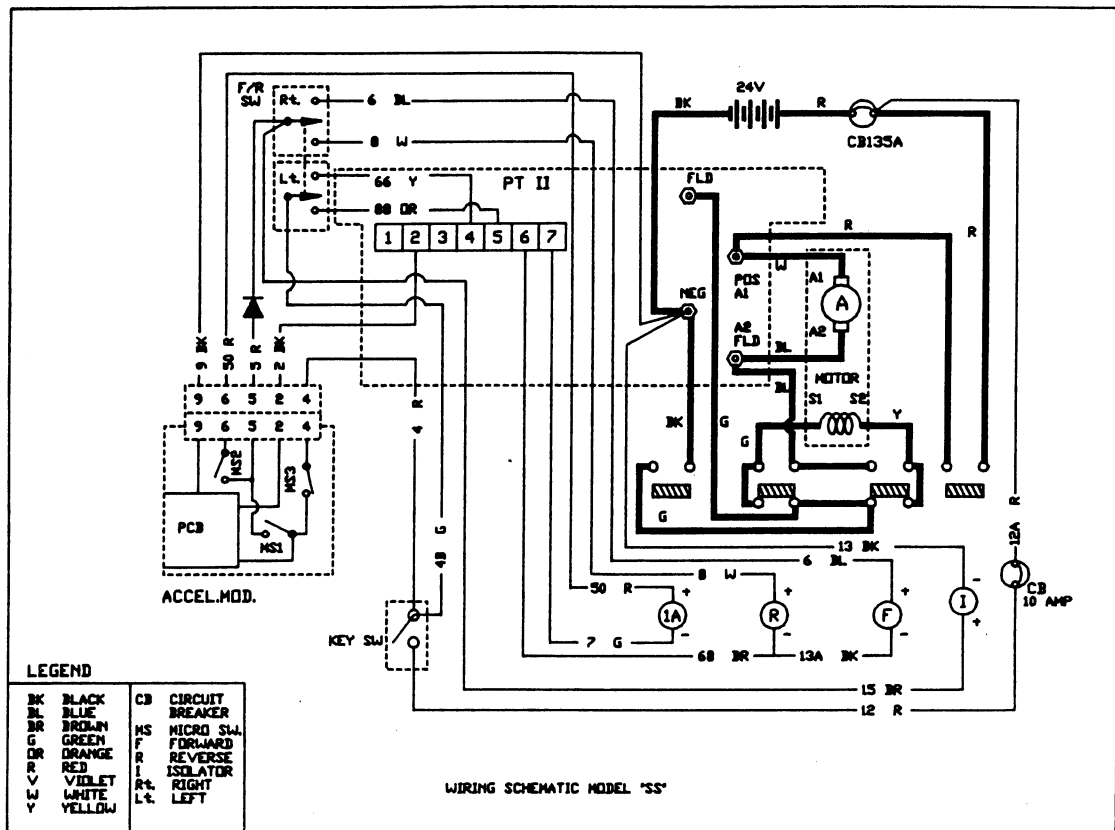 F/R
SW
Rt.
6 BL
8 W
Lt.
66 Y
88 OR
PT II
1 2 3 4 5 6 7
24V
BK
R
CB135A
FLD
R
R
W
POS
A1
A1
A
NEG
A2
FLD
A2
BL
BL
MOTOR
S1 S2
9 BK
50 R
5 R
2 BK
4 R
9 6 5 2 4
9 6 5 2 4
MS2
MS3
PCB
MS1
ACCEL.MOD.
BK
G
G
Y
G
4B G
13 BK
6 BL
8 W
50 R
12A R
CB
10 AMP
+ + + -
1A R F I
- - - +
KEY SW
7 G
68 BR
13A BK
15 BR
12 R
LEGEND
BK BLACK
BL BLUE
BR BROWN
G GREEN
OR ORANGE
R RED
V VIOLET
W WHITE
Y YELLOW
CB CIRCUIT
BREAKER
MS MICRO SW.
F FORWARD
R REVERSE
I ISOLATOR
Rt. RIGHT
Lt. LEFT
WIRING SCHEMATIC MODEL "SS"